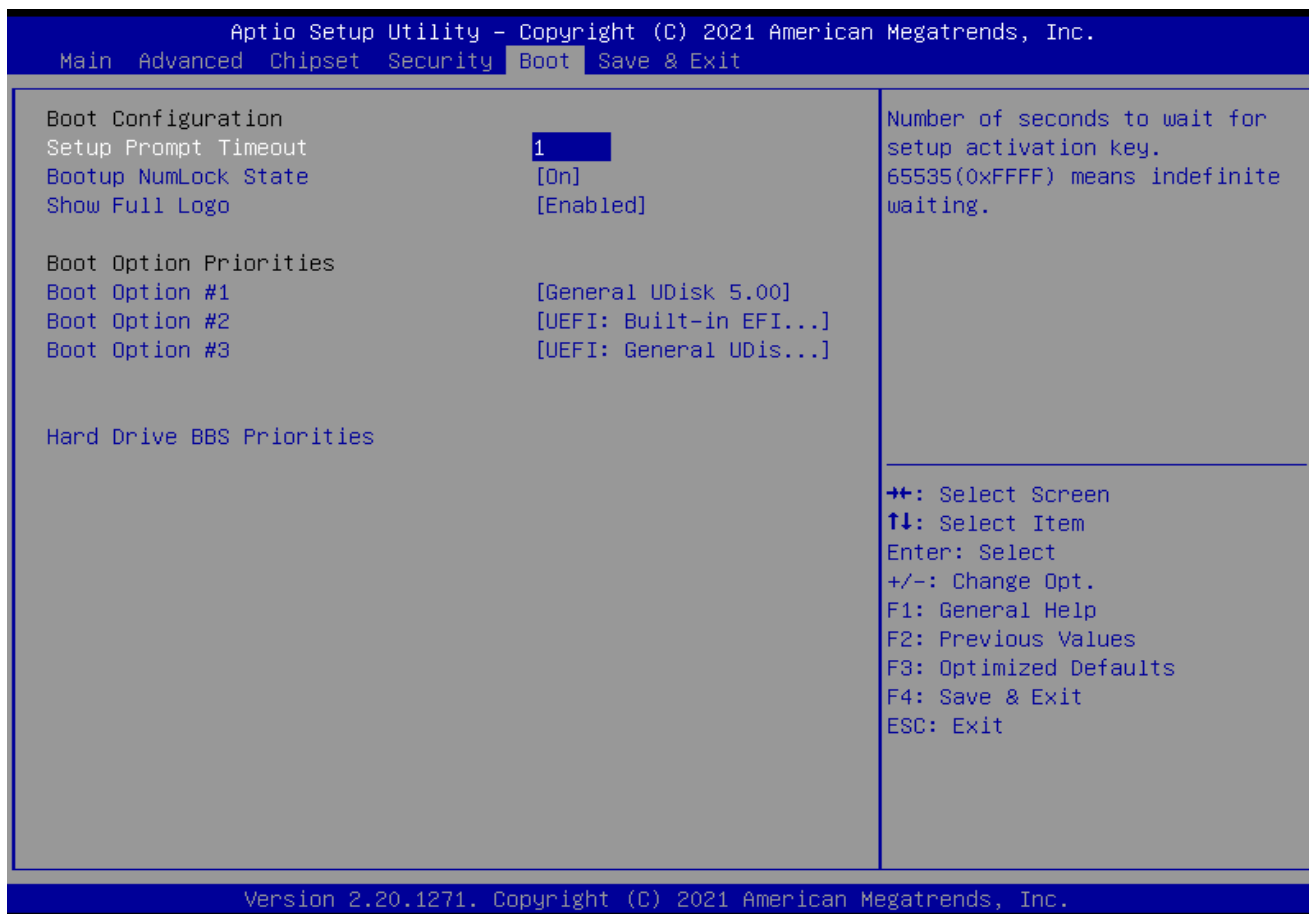 Aptio Setup Utility – Copyright (C) 2021 American Megatrends, Inc.
Main Advanced Chipset Security Boot Save & Exit
Boot Configuration
Setup Prompt Timeout 1
Bootup NumLock State [On]
Show Full Logo [Enabled]
Boot Option Priorities
Boot Option #1 [General UDisk 5.00]
Boot Option #2 [UEFI: Built-in EFI...]
Boot Option #3 [UEFI: General UDis...]
Hard Drive BBS Priorities
Number of seconds to wait for
setup activation key.
65535(0xFFFF) means indefinite
waiting.
→←: Select Screen
↑↓: Select Item
Enter: Select
+/-: Change Opt.
F1: General Help
F2: Previous Values
F3: Optimized Defaults
F4: Save & Exit
ESC: Exit
Version 2.20.1271. Copyright (C) 2021 American Megatrends, Inc.